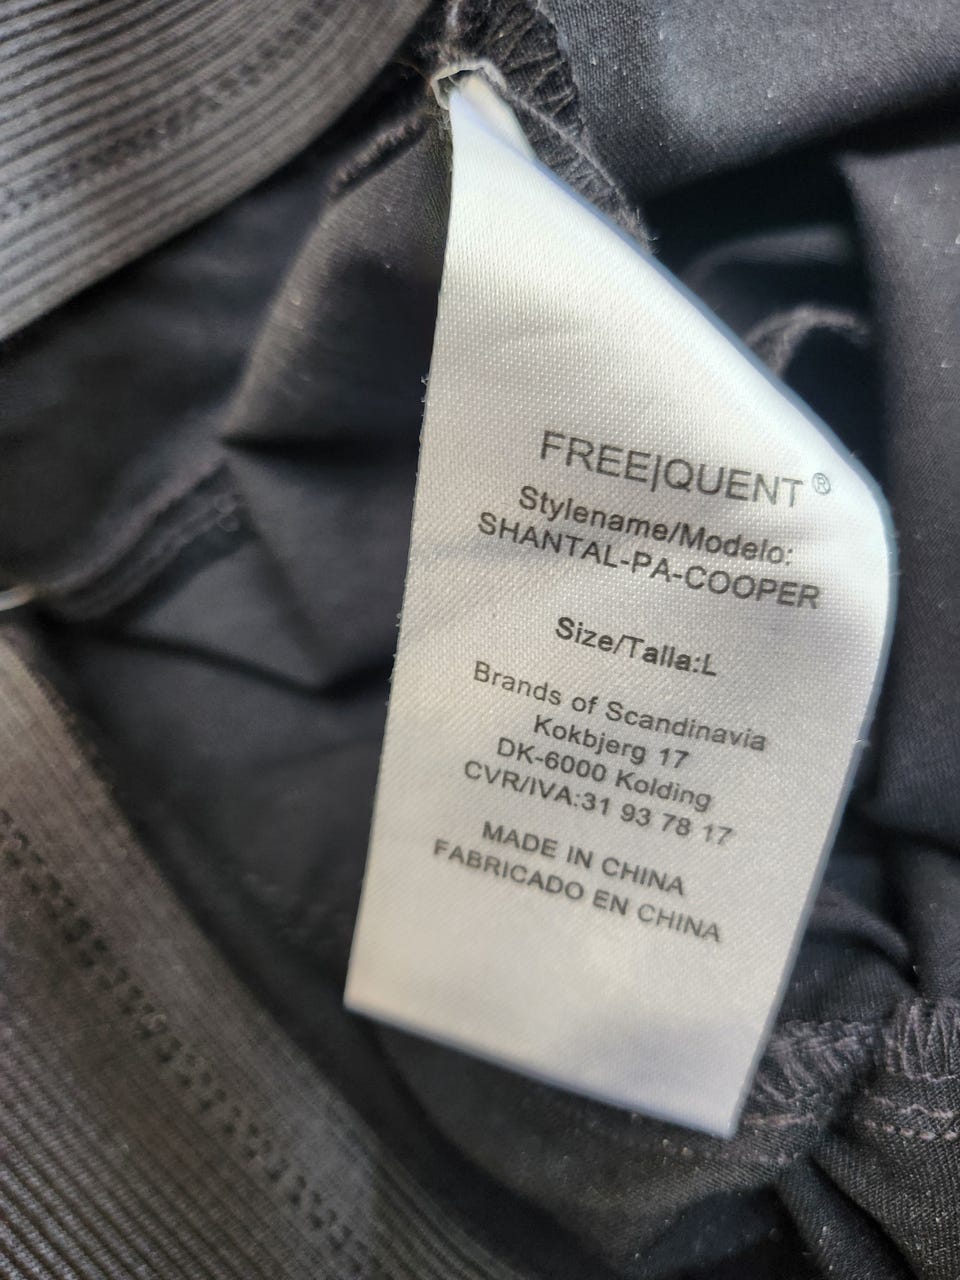 FREE|QUENT®
Stylename/Modelo:
SHANTAL-PA-COOPER
Size/Talla:L
Brands of Scandinavia
Kokbjerg 17
DK-6000 Kolding
CVR/IVA:31 93 78 17
MADE IN CHINA
FABRICADO EN CHINA